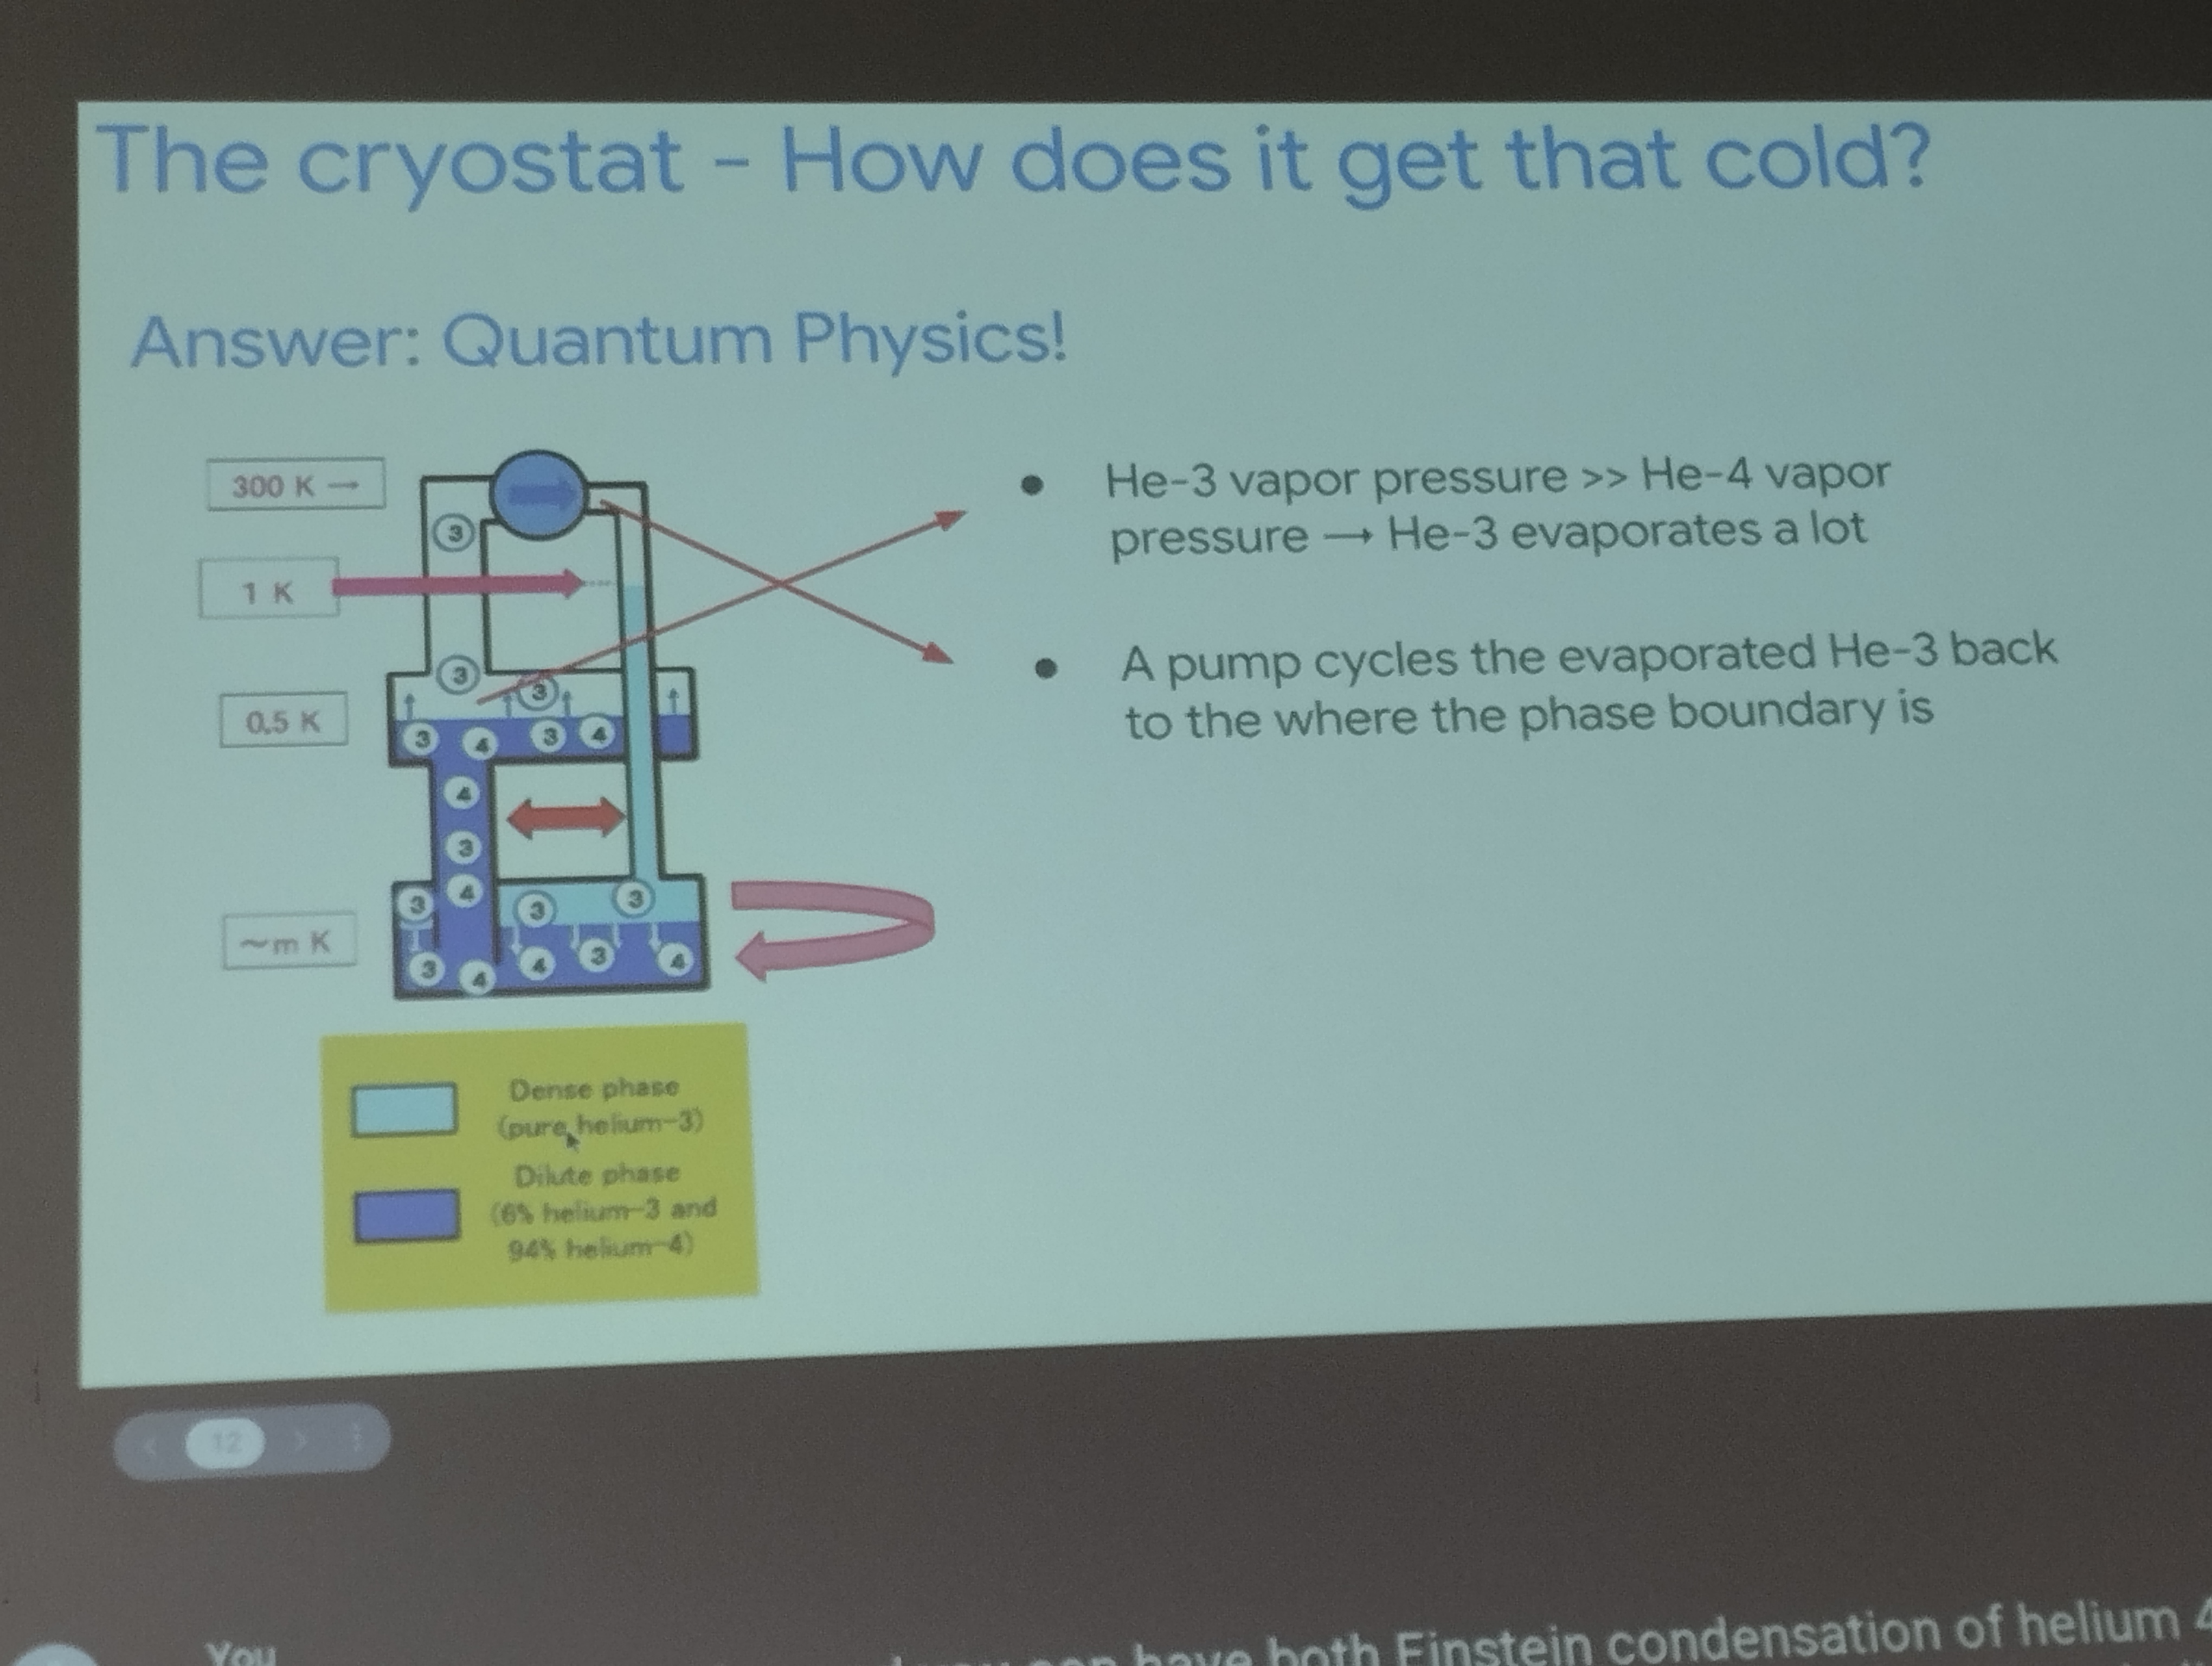 The cryostat - How does it get that cold?
Answer: Quantum Physics!
300 K →
1 K
0.5 K
~m K
3
3
3
3
4
3
4
4
3
4
3
3
3
3
4
4
3
4
● He-3 vapor pressure >> He-4 vapor
pressure → He-3 evaporates a lot
● A pump cycles the evaporated He-3 back
to the where the phase boundary is
Dense phase
(pure helium-3)
Dilute phase
(6% helium-3 and
94% helium-4)
< 12 >
You
can have both Einstein condensation of helium 4